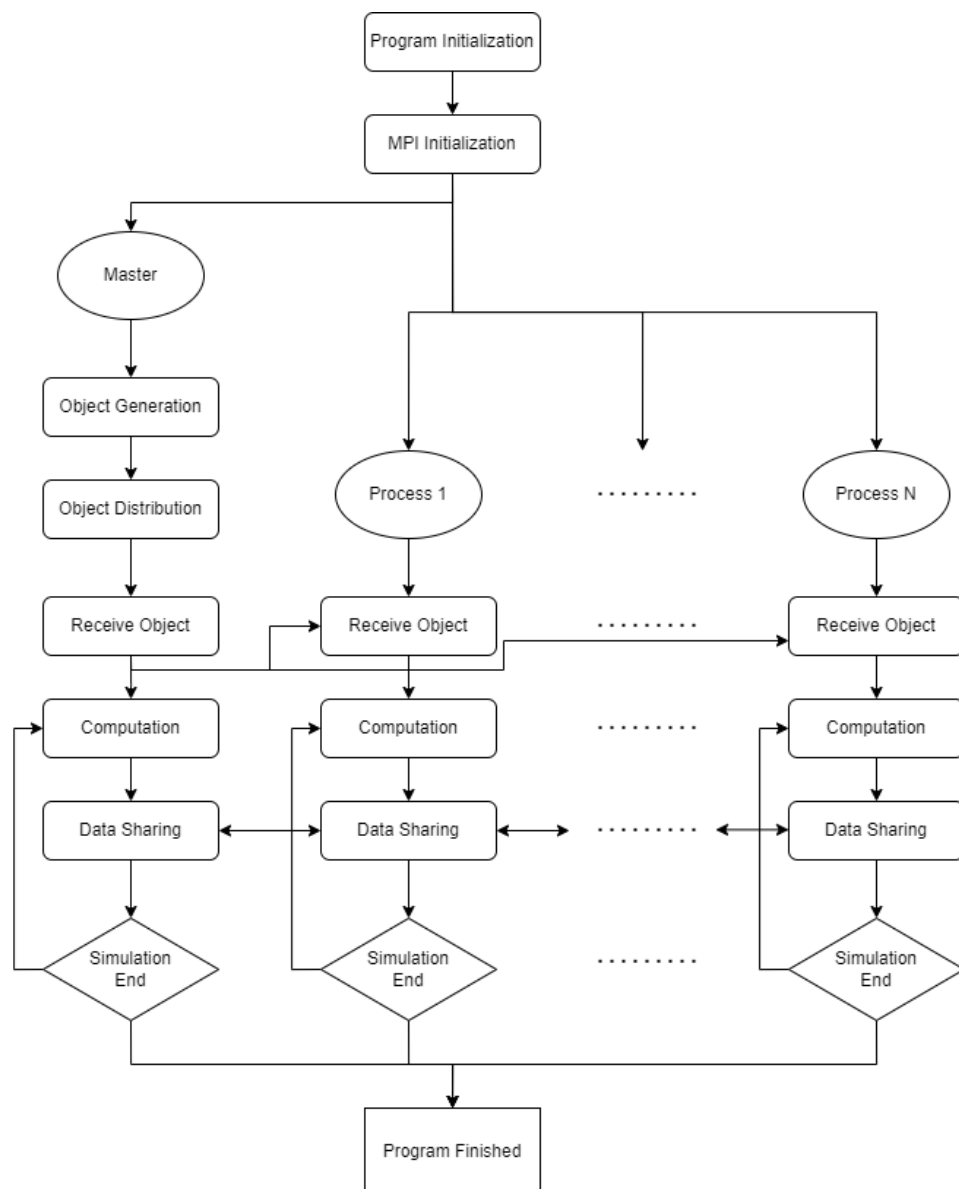 Program Initialization
MPI Initialization
Master
Object Generation
Object Distribution
Process 1
.........
Process N
Receive Object
Receive Object
.........
Receive Object
Computation
Computation
.........
Computation
Data Sharing
Data Sharing
.........
Data Sharing
Simulation
End
Simulation
End
.........
Simulation
End
Program Finished